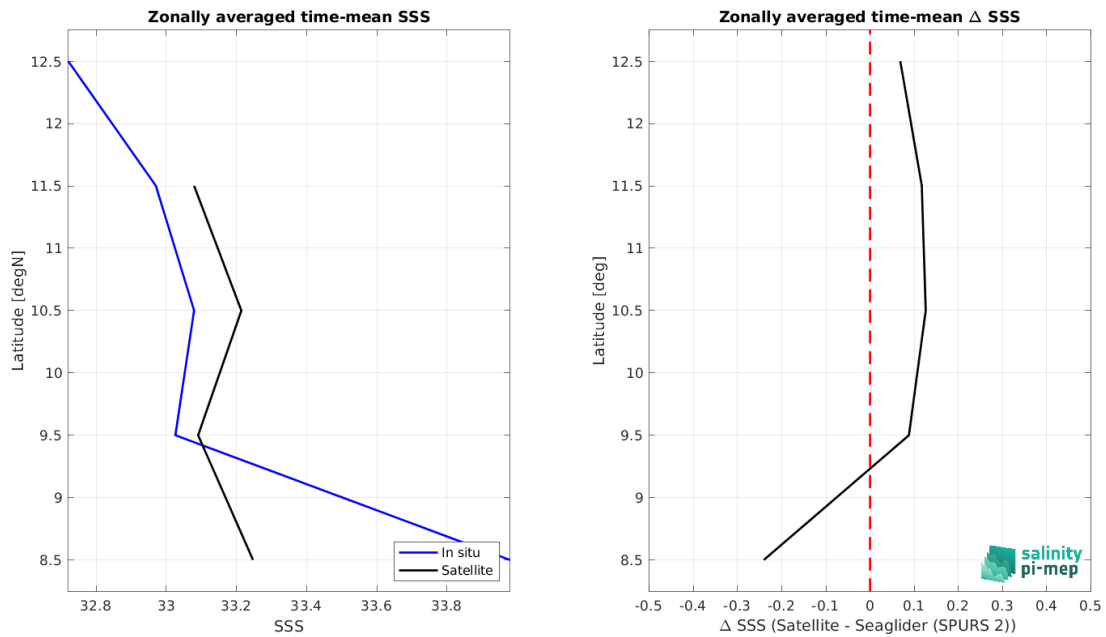 Zonally averaged time-mean SSS
12.5
12
11.5
11
10.5
10
9.5
9
8.5
Latitude [degN]
32.8 33 33.2 33.4 33.6 33.8
SSS
In situ
Satellite
Zonally averaged time-mean Δ SSS
12.5
12
11.5
11
10.5
10
9.5
9
8.5
Latitude [deg]
-0.5 -0.4 -0.3 -0.2 -0.1 0 0.1 0.2 0.3 0.4 0.5
Δ SSS (Satellite - Seaglider (SPURS 2))
salinity
pi-mep